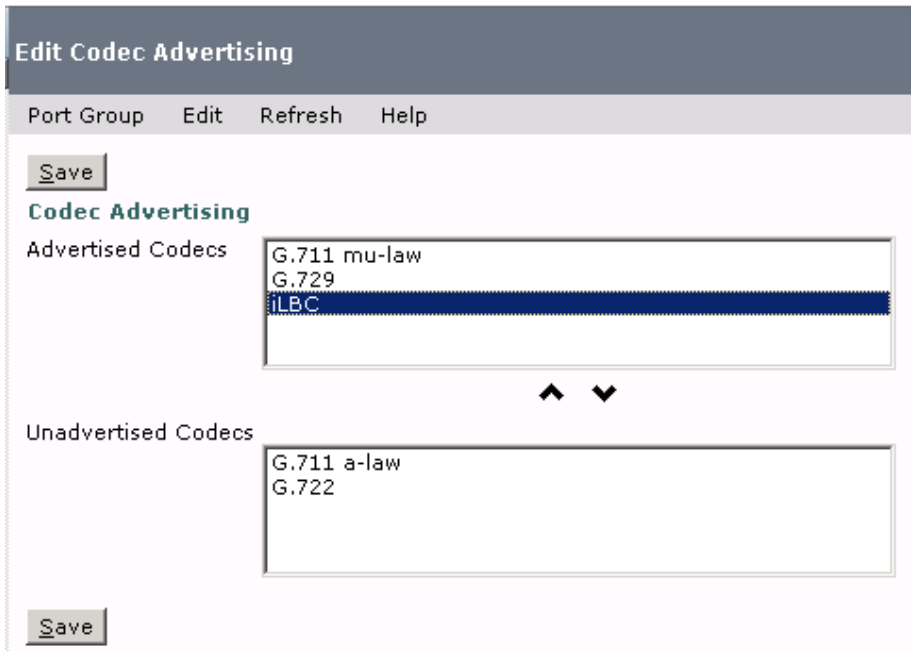 Edit Codec Advertising
Port Group Edit Refresh Help
Save
Codec Advertising
Advertised Codecs
G.711 mu-law
G.729
iLBC
Unadvertised Codecs
G.711 a-law
G.722
Save